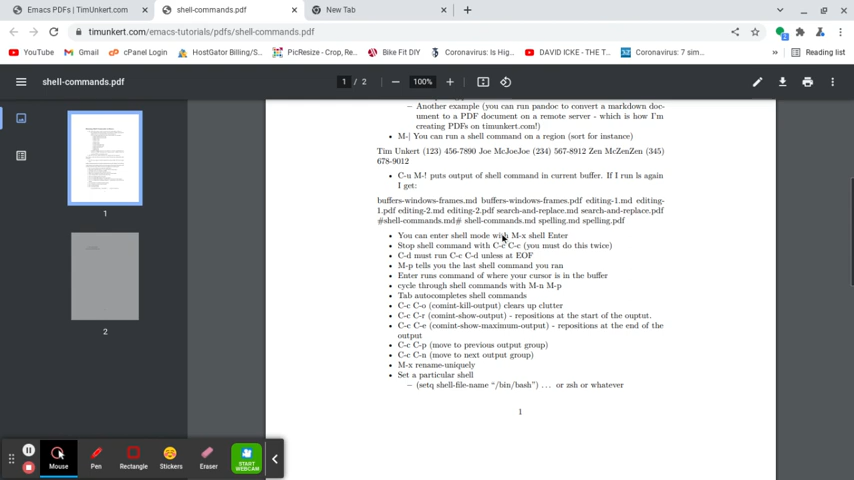 Emacs PDFs | TimUnkert.com
shell-commands.pdf
New Tab
timunkert.com/emacs-tutorials/pdfs/shell-commands.pdf
YouTube
Gmail
cPanel Login
HostGator Billing/S...
PicResize - Crop, Re...
Bike Fit DIY
Coronavirus: Is Hig...
DAVID ICKE - THE T...
Coronavirus: 7 sim...
»
Reading list
shell-commands.pdf
1 / 2
100%
– Another example (you can run pandoc to convert a markdown doc-
ument to a PDF document on a remote server - which is how I'm
creating PDFs on timunkert.com!)
• M-| You can run a shell command on a region (sort for instance)
Tim Unkert (123) 456-7890 Joe McJoeJoe (234) 567-8912 Zen McZenZen (345)
678-9012
• C-u M-! puts output of shell command in current buffer. If I run ls again
I get:
buffers-windows-frames.md buffers-windows-frames.pdf editing-1.md editing-
1.pdf editing-2.md editing-2.pdf search-and-replace.md search-and-replace.pdf
#shell-commands.md# shell-commands.md spelling.md spelling.pdf
• You can enter shell mode with M-x shell Enter
• Stop shell command with C-c C-c (you must do this twice)
• C-d must run C-c C-d unless at EOF
• M-p tells you the last shell command you ran
• Enter runs command of where your cursor is in the buffer
• cycle through shell commands with M-n M-p
• Tab autocompletes shell commands
• C-c C-o (comint-kill-output) clears up clutter
• C-c C-r (comint-show-output) - repositions at the start of the ouptut.
• C-c C-e (comint-show-maximum-output) - repositions at the end of the
output
• C-c C-p (move to previous output group)
• C-c C-n (move to next output group)
• M-x rename-uniquely
• Set a particular shell
– (setq shell-file-name "/bin/bash") ... or zsh or whatever
1
1
2
Mouse
Pen
Rectangle
Stickers
Eraser
START
WEBCAM